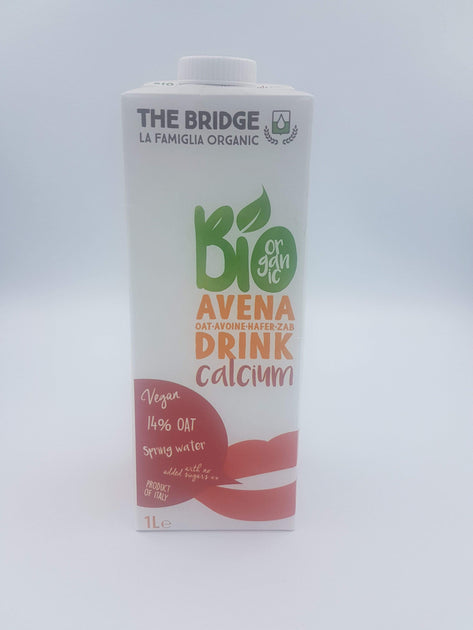 THE BRIDGE
LA FAMIGLIA ORGANIC
Bio
organic
AVENA
OAT·AVOINE·HAFER·ZAB
DRINK
calcium
Vegan
14% OAT
Spring water
added with no
sugars
PRODUCT
OF ITALY
1L℮